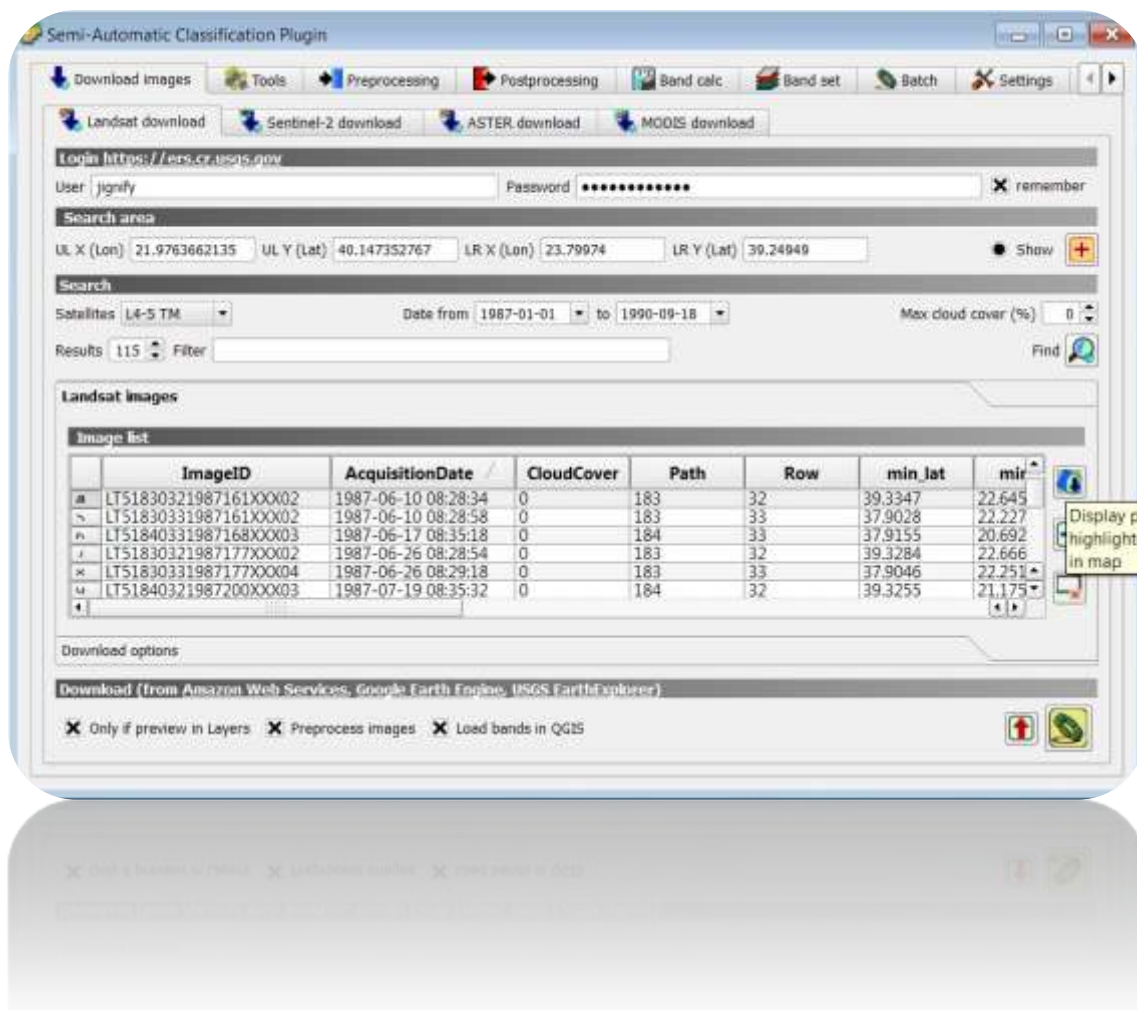 Semi-Automatic Classification Plugin
Download images Tools Preprocessing Postprocessing Band calc Band set Batch Settings
Landsat download Sentinel-2 download ASTER download MODIS download
Login https://ers.cr.usgs.gov
User jignify Password ●●●●●●●●●●●● remember
Search area
UL X (Lon) 21.9763662135 UL Y (Lat) 40.147352767 LR X (Lon) 23.79974 LR Y (Lat) 39.24949 Show
Search
Satellites L4-5 TM Date from 1987-01-01 to 1990-09-18 Max cloud cover (%) 0
Results 115 Filter Find
Landsat images
Image list
ImageID AcquisitionDate CloudCover Path Row min_lat mir
LT51830321987161XXX02 1987-06-10 08:28:34 0 183 32 39.3347 22.645
LT51830331987161XXX02 1987-06-10 08:28:58 0 183 33 37.9028 22.227
LT51840331987168XXX03 1987-06-17 08:35:18 0 184 33 37.9155 20.692
LT51830321987177XXX02 1987-06-26 08:28:54 0 183 32 39.3284 22.666
LT51830331987177XXX04 1987-06-26 08:29:18 0 183 33 37.9046 22.251
LT51840321987200XXX03 1987-07-19 08:35:32 0 184 32 39.3255 21.175
Display p
highlight
in map
Download options
Download (from Amazon Web Services, Google Earth Engine, USGS EarthExplorer)
Only if preview in Layers Preprocess images Load bands in QGIS